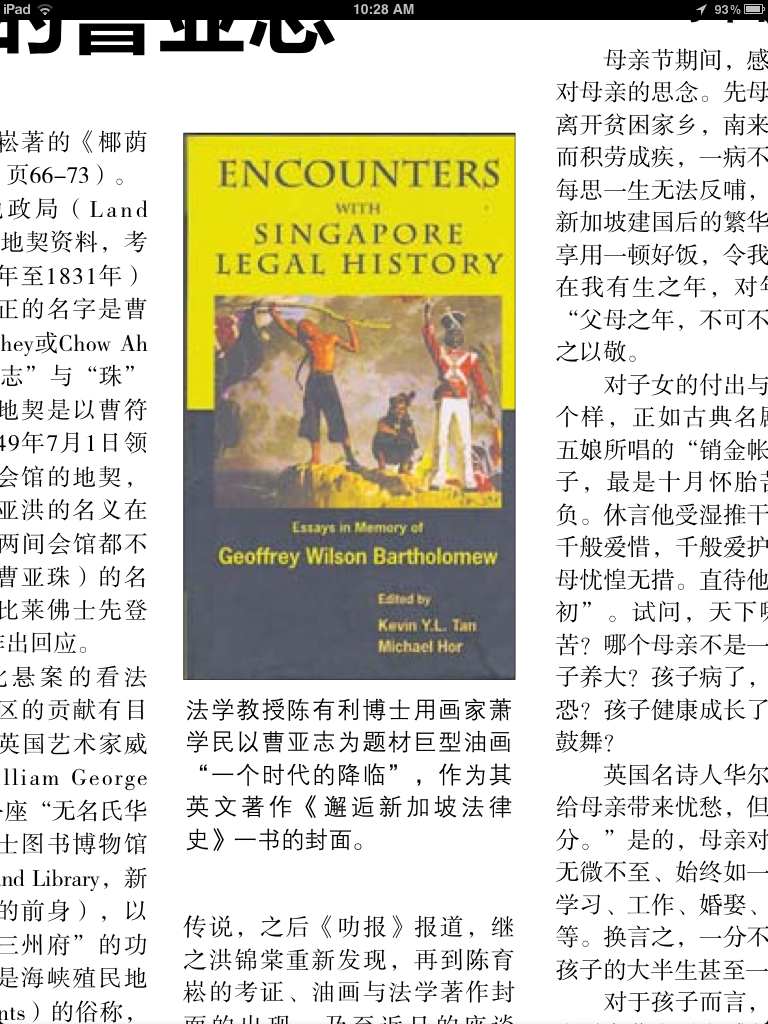 iPad
10:28 AM
93%
的曹亚志
崧著的《椰荫
页66–73）。
政局（Land
地契资料，考
年至1831年）
正的名字是曹
hey或Chow Ah
志”与“珠”
地契是以曹符
49年7月1日领
会馆的地契，
亚洪的名义在
两间会馆都不
曹亚珠）的名
比莱佛士先登
出回应。
悬案的看法
区的贡献有目
英国艺术家威
lliam George
座“无名氏华
士图书博物馆
nd Library，新
的前身），以
三州府”的功
是海峡殖民地
nts）的俗称，
ENCOUNTERS
WITH
SINGAPORE
LEGAL HISTORY
Essays in Memory of
Geoffrey Wilson Bartholomew
Edited by
Kevin Y.L. Tan
Michael Hor
法学教授陈有利博士用画家萧
学民以曹亚志为题材巨型油画
“一个时代的降临”，作为其
英文著作《邂逅新加坡法律
史》一书的封面。
传说，之后《叻报》报道，继
之洪锦棠重新发现，再到陈育
崧的考证、油画与法学著作封
面的出现，乃至近日的座谈
母亲节期间，感
对母亲的思念。先母
离开贫困家乡，南来
而积劳成疾，一病不
每思一生无法反哺，
新加坡建国后的繁华
享用一顿好饭，令我
在我有生之年，对年
“父母之年，不可不
之以敬。
对子女的付出与
个样，正如古典名剧
五娘所唱的“销金帐
子，最是十月怀胎苦
负。休言他受湿推干
千般爱惜，千般爱护
母忧惶无措。直待他
初”。试问，天下哪
苦？哪个母亲不是一
子养大？孩子病了，
恐？孩子健康成长了
鼓舞？
英国名诗人华尔
给母亲带来忧愁，但
分。”是的，母亲对
无微不至、始终如一
学习、工作、婚娶、
等。换言之，一分不
孩子的大半生甚至一
对于孩子而言，